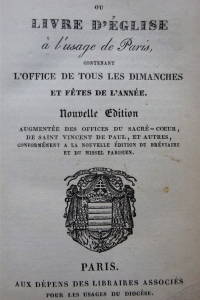 OU
LIVRE D'ÉGLISE
à l'usage de Paris,
CONTENANT
L'OFFICE DE TOUS LES DIMANCHES
ET FÊTES DE L'ANNÉE.
Nouvelle Edition
AUGMENTÉE DES OFFICES DU SACRÉ-COEUR,
DE SAINT VINCENT DE PAUL, ET AUTRES,
CONFORMÉMENT A LA NOUVELLE ÉDITION DU BRÉVIAIRE
ET DU MISSEL PARISIEN.
PARIS.
AUX DÉPENS DES LIBRAIRES ASSOCIÉS
POUR LES USAGES DU DIOCÈSE.